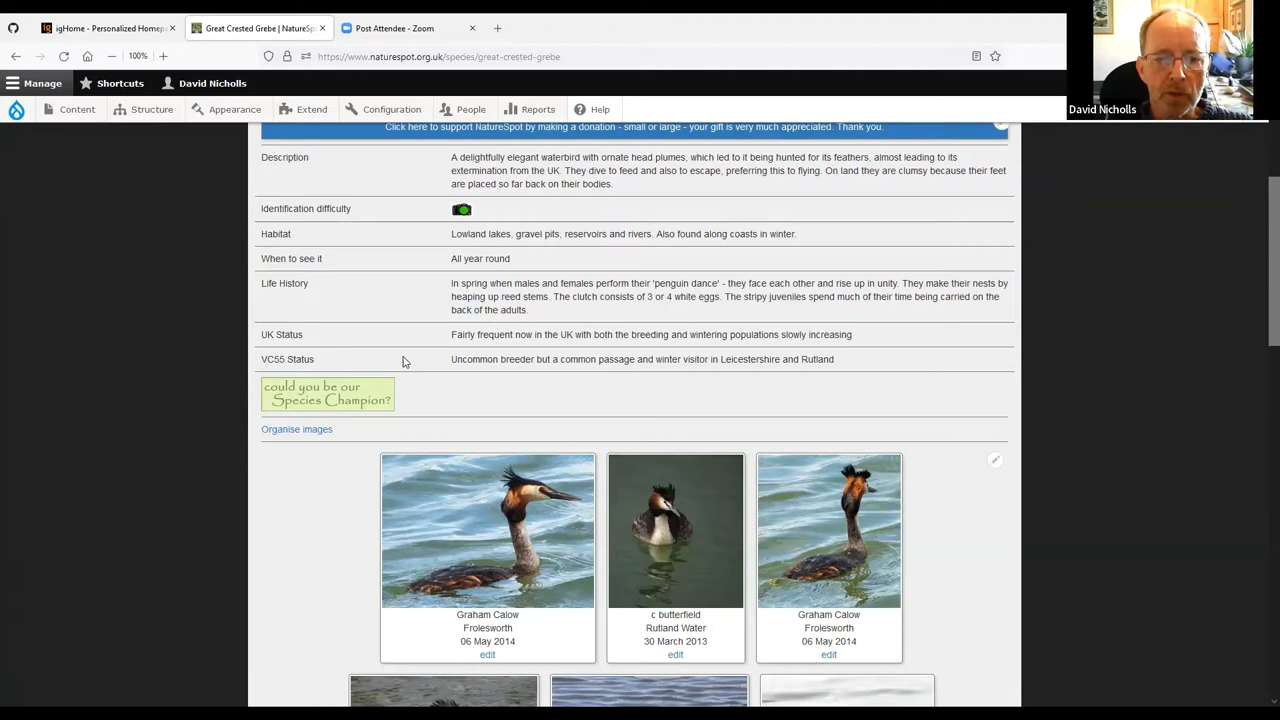 igHome - Personalized Homep
Great Crested Grebe | NatureSp
Post Attendee - Zoom
100%
https://www.naturespot.org.uk/species/great-crested-grebe
Manage
Shortcuts
David Nicholls
Content
Structure
Appearance
Extend
Configuration
People
Reports
Help
David Nicholls
Click here to support NatureSpot by making a donation - small or large - your gift is very much appreciated. Thank you.
Description
A delightfully elegant waterbird with ornate head plumes, which led to it being hunted for its feathers, almost leading to its
extermination from the UK. They dive to feed and also to escape, preferring this to flying. On land they are clumsy because their feet
are placed so far back on their bodies.
Identification difficulty
Habitat
Lowland lakes, gravel pits, reservoirs and rivers. Also found along coasts in winter.
When to see it
All year round
Life History
In spring when males and females perform their 'penguin dance' - they face each other and rise up in unity. They make their nests by
heaping up reed stems. The clutch consists of 3 or 4 white eggs. The stripy juveniles spend much of their time being carried on the
back of the adults.
UK Status
Fairly frequent now in the UK with both the breeding and wintering populations slowly increasing
VC55 Status
Uncommon breeder but a common passage and winter visitor in Leicestershire and Rutland
could you be our
Species Champion?
Organise images
Graham Calow
Frolesworth
06 May 2014
edit
c butterfield
Rutland Water
30 March 2013
edit
Graham Calow
Frolesworth
06 May 2014
edit